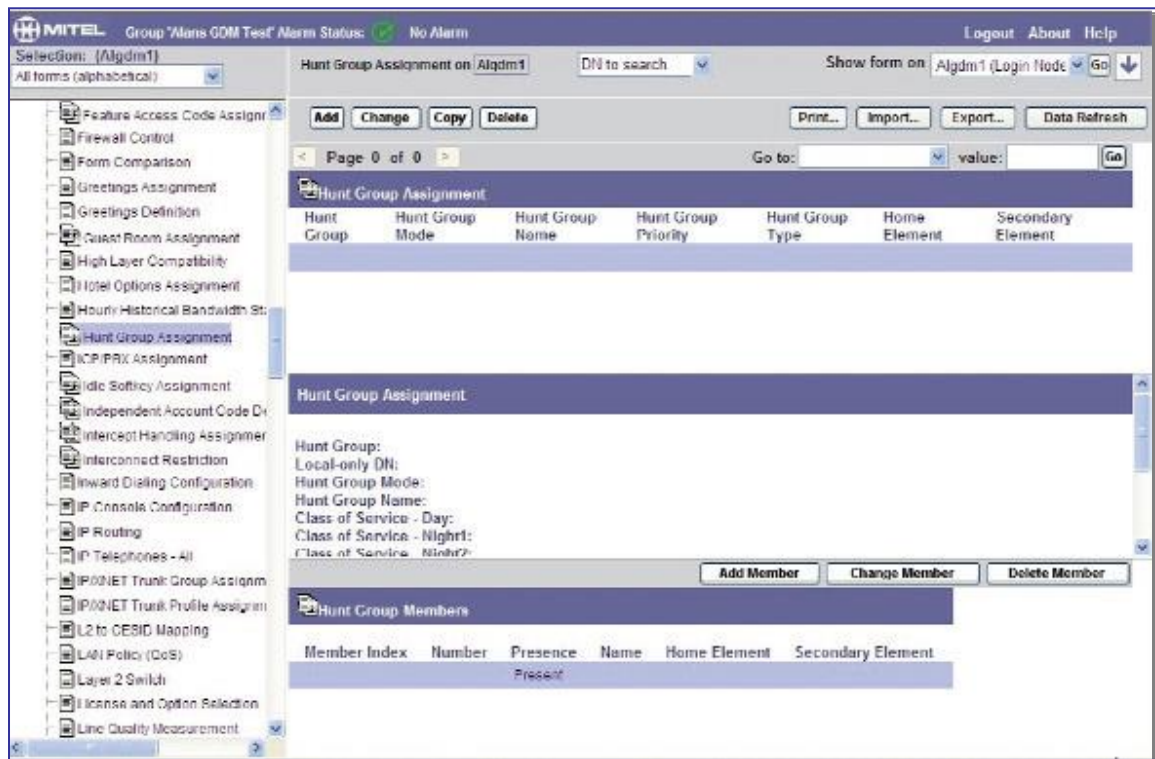 MITEL Group "Alans GDM Test" Alarm Status: No Alarm Logout About Help
Selection: (Algdm1)
All forms (alphabetical)
Hunt Group Assignment on Algdm1 DN to search Show form on Algdm1 (Login Node Go
Add Change Copy Delete Print... Import... Export... Data Refresh
< Page 0 of 0 > Go to: value: Go
Feature Access Code Assignr
Firewall Control
Form Comparison
Greetings Assignment
Greetings Definition
Guest Room Assignment
High Layer Compatibility
Hotel Options Assignment
Hourly Historical Bandwidth St
Hunt Group Assignment
ICP/PBX Assignment
Idle Softkey Assignment
Independent Account Code De
Intercept Handling Assignmer
Interconnect Restriction
Inward Dialing Configuration
IP Console Configuration
IP Routing
IP Telephones - All
IP/XNET Trunk Group Assignm
IP/XNET Trunk Profile Assignm
L2 to CESID Mapping
LAN Policy (QoS)
Layer 2 Switch
License and Option Selection
Line Quality Measurement
Hunt Group Assignment
Hunt Group Hunt Group Mode Hunt Group Name Hunt Group Priority Hunt Group Type Home Element Secondary Element
Hunt Group Assignment
Hunt Group:
Local-only DN:
Hunt Group Mode:
Hunt Group Name:
Class of Service - Day:
Class of Service - Night1:
Class of Service - Night2:
Add Member Change Member Delete Member
Hunt Group Members
Member Index Number Presence Name Home Element Secondary Element
Present